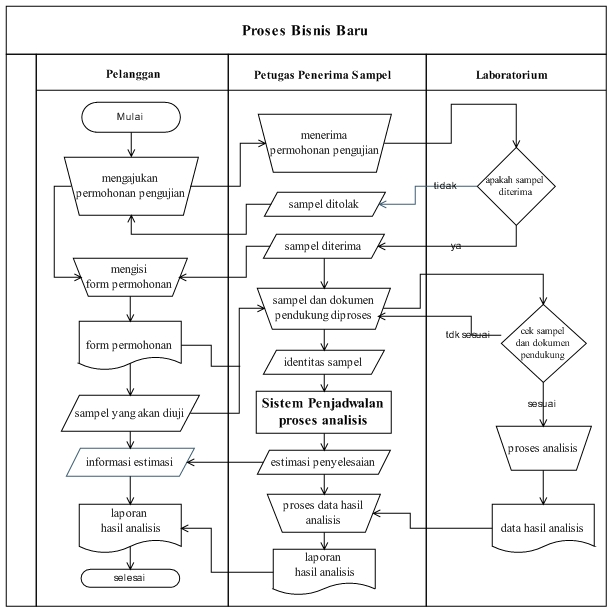 Proses Bisnis Baru
Pelanggan
Petugas Penerima Sampel
Laboratorium
Mulai
mengajukan
permohonan pengujian
menerima
permohonan pengujian
apakah sampel
diterima
tidak
sampel ditolak
ya
sampel diterima
mengisi
form permohonan
sampel dan dokumen
pendukung diproses
tdk sesuai
cek sampel
dan dokumen
pendukung
form permohonan
identitas sampel
sesuai
sampel yang akan diuji
Sistem Penjadwalan
proses analisis
proses analisis
informasi estimasi
estimasi penyelesaian
laporan
hasil analisis
proses data hasil
analisis
data hasil analisis
laporan
hasil analisis
selesai